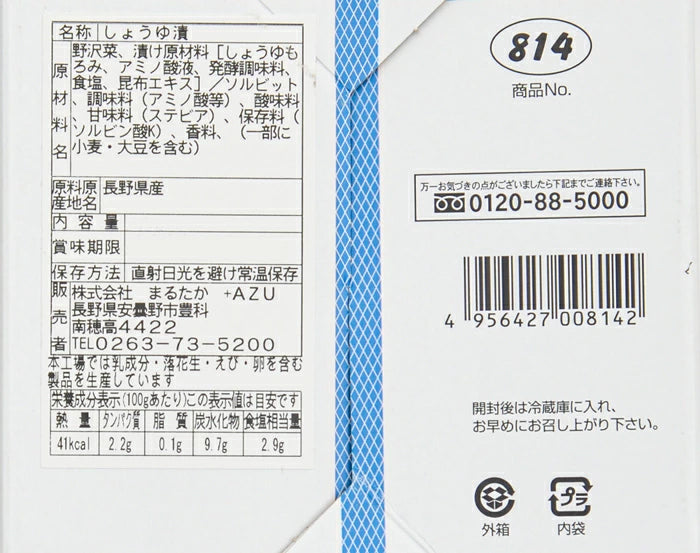 名称 しょうゆ漬
原材料名 野沢菜、漬け原材料[しょうゆも
ろみ、アミノ酸液、発酵調味料、
食塩、昆布エキス]／ソルビット
、調味料（アミノ酸等）、酸味料
、甘味料（ステビア）、保存料（
ソルビン酸K）、香料、（一部に
小麦・大豆を含む）
原料原産地名 長野県産
内容量
賞味期限
保存方法 直射日光を避け常温保存
販売者 株式会社 まるたか +AZU
長野県安曇野市豊科
南穂高4422
TEL0263-73-5200
本工場では乳成分・落花生・えび・卵を含む
製品を生産しています
栄養成分表示(100gあたり)この表示値は目安です
熱量 タンパク質 脂質 炭水化物 食塩相当量
41kcal 2.2g 0.1g 9.7g 2.9g
814
商品No.
万一お気づきの点がございましたら下記までご連絡下さい。
0120-88-5000
4 956427 008142
開封後は冷蔵庫に入れ、
お早めにお召し上がり下さい。
プラ
外箱 内袋